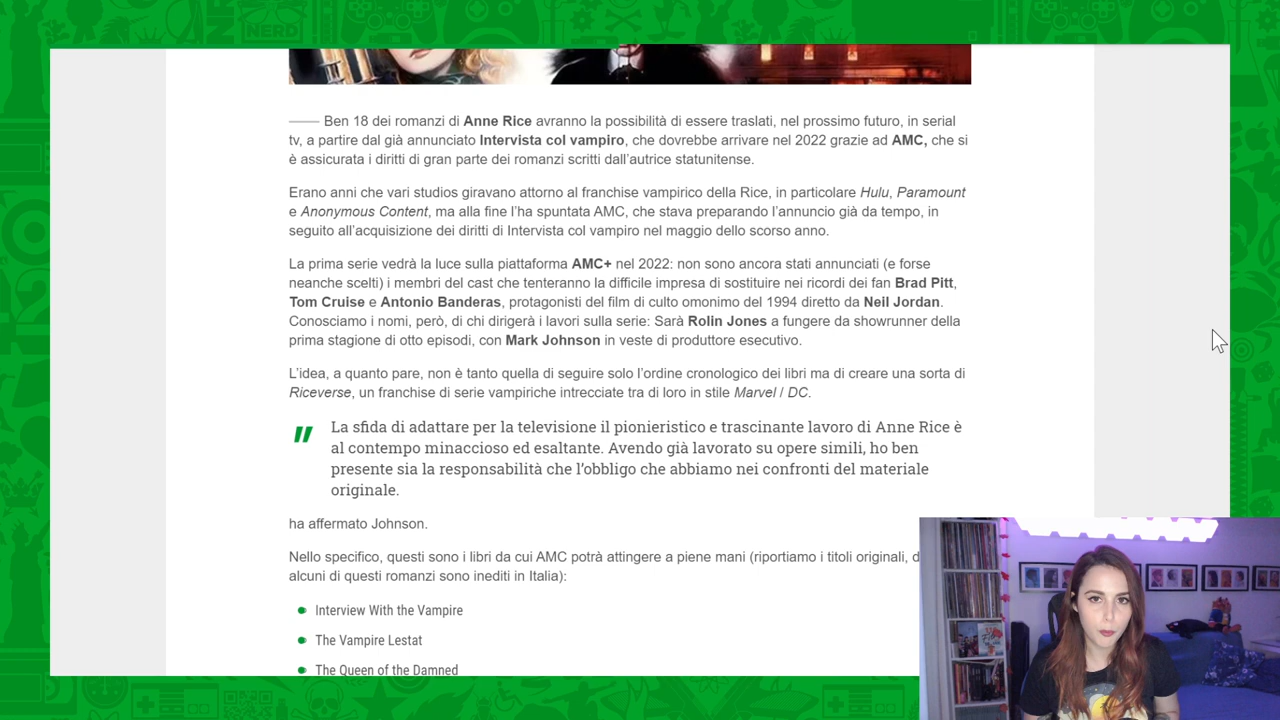 NERD
—— Ben 18 dei romanzi di Anne Rice avranno la possibilità di essere traslati, nel prossimo futuro, in serial
tv, a partire dal già annunciato Intervista col vampiro, che dovrebbe arrivare nel 2022 grazie ad AMC, che si
è assicurata i diritti di gran parte dei romanzi scritti dall'autrice statunitense.
Erano anni che vari studios giravano attorno al franchise vampirico della Rice, in particolare Hulu, Paramount
e Anonymous Content, ma alla fine l'ha spuntata AMC, che stava preparando l'annuncio già da tempo, in
seguito all'acquisizione dei diritti di Intervista col vampiro nel maggio dello scorso anno.
La prima serie vedrà la luce sulla piattaforma AMC+ nel 2022: non sono ancora stati annunciati (e forse
neanche scelti) i membri del cast che tenteranno la difficile impresa di sostituire nei ricordi dei fan Brad Pitt,
Tom Cruise e Antonio Banderas, protagonisti del film di culto omonimo del 1994 diretto da Neil Jordan.
Conosciamo i nomi, però, di chi dirigerà i lavori sulla serie: Sarà Rolin Jones a fungere da showrunner della
prima stagione di otto episodi, con Mark Johnson in veste di produttore esecutivo.
L'idea, a quanto pare, non è tanto quella di seguire solo l'ordine cronologico dei libri ma di creare una sorta di
Riceverse, un franchise di serie vampiriche intrecciate tra di loro in stile Marvel / DC.
" La sfida di adattare per la televisione il pionieristico e trascinante lavoro di Anne Rice è
al contempo minaccioso ed esaltante. Avendo già lavorato su opere simili, ho ben
presente sia la responsabilità che l'obbligo che abbiamo nei confronti del materiale
originale.
ha affermato Johnson.
Nello specifico, questi sono i libri da cui AMC potrà attingere a piene mani (riportiamo i titoli originali,
alcuni di questi romanzi sono inediti in Italia):
Interview With the Vampire
The Vampire Lestat
The Queen of the Damned